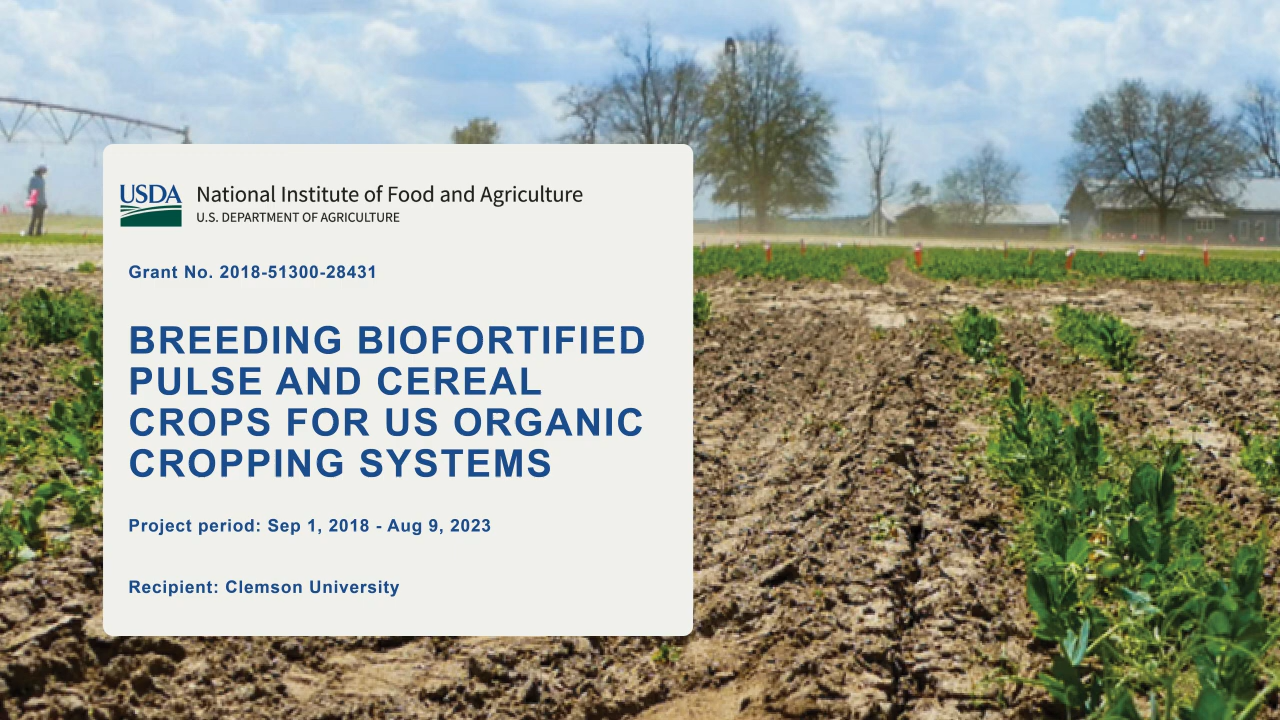 USDA
National Institute of Food and Agriculture
U.S. DEPARTMENT OF AGRICULTURE
Grant No. 2018-51300-28431
BREEDING BIOFORTIFIED
PULSE AND CEREAL
CROPS FOR US ORGANIC
CROPPING SYSTEMS
Project period: Sep 1, 2018 - Aug 9, 2023
Recipient: Clemson University